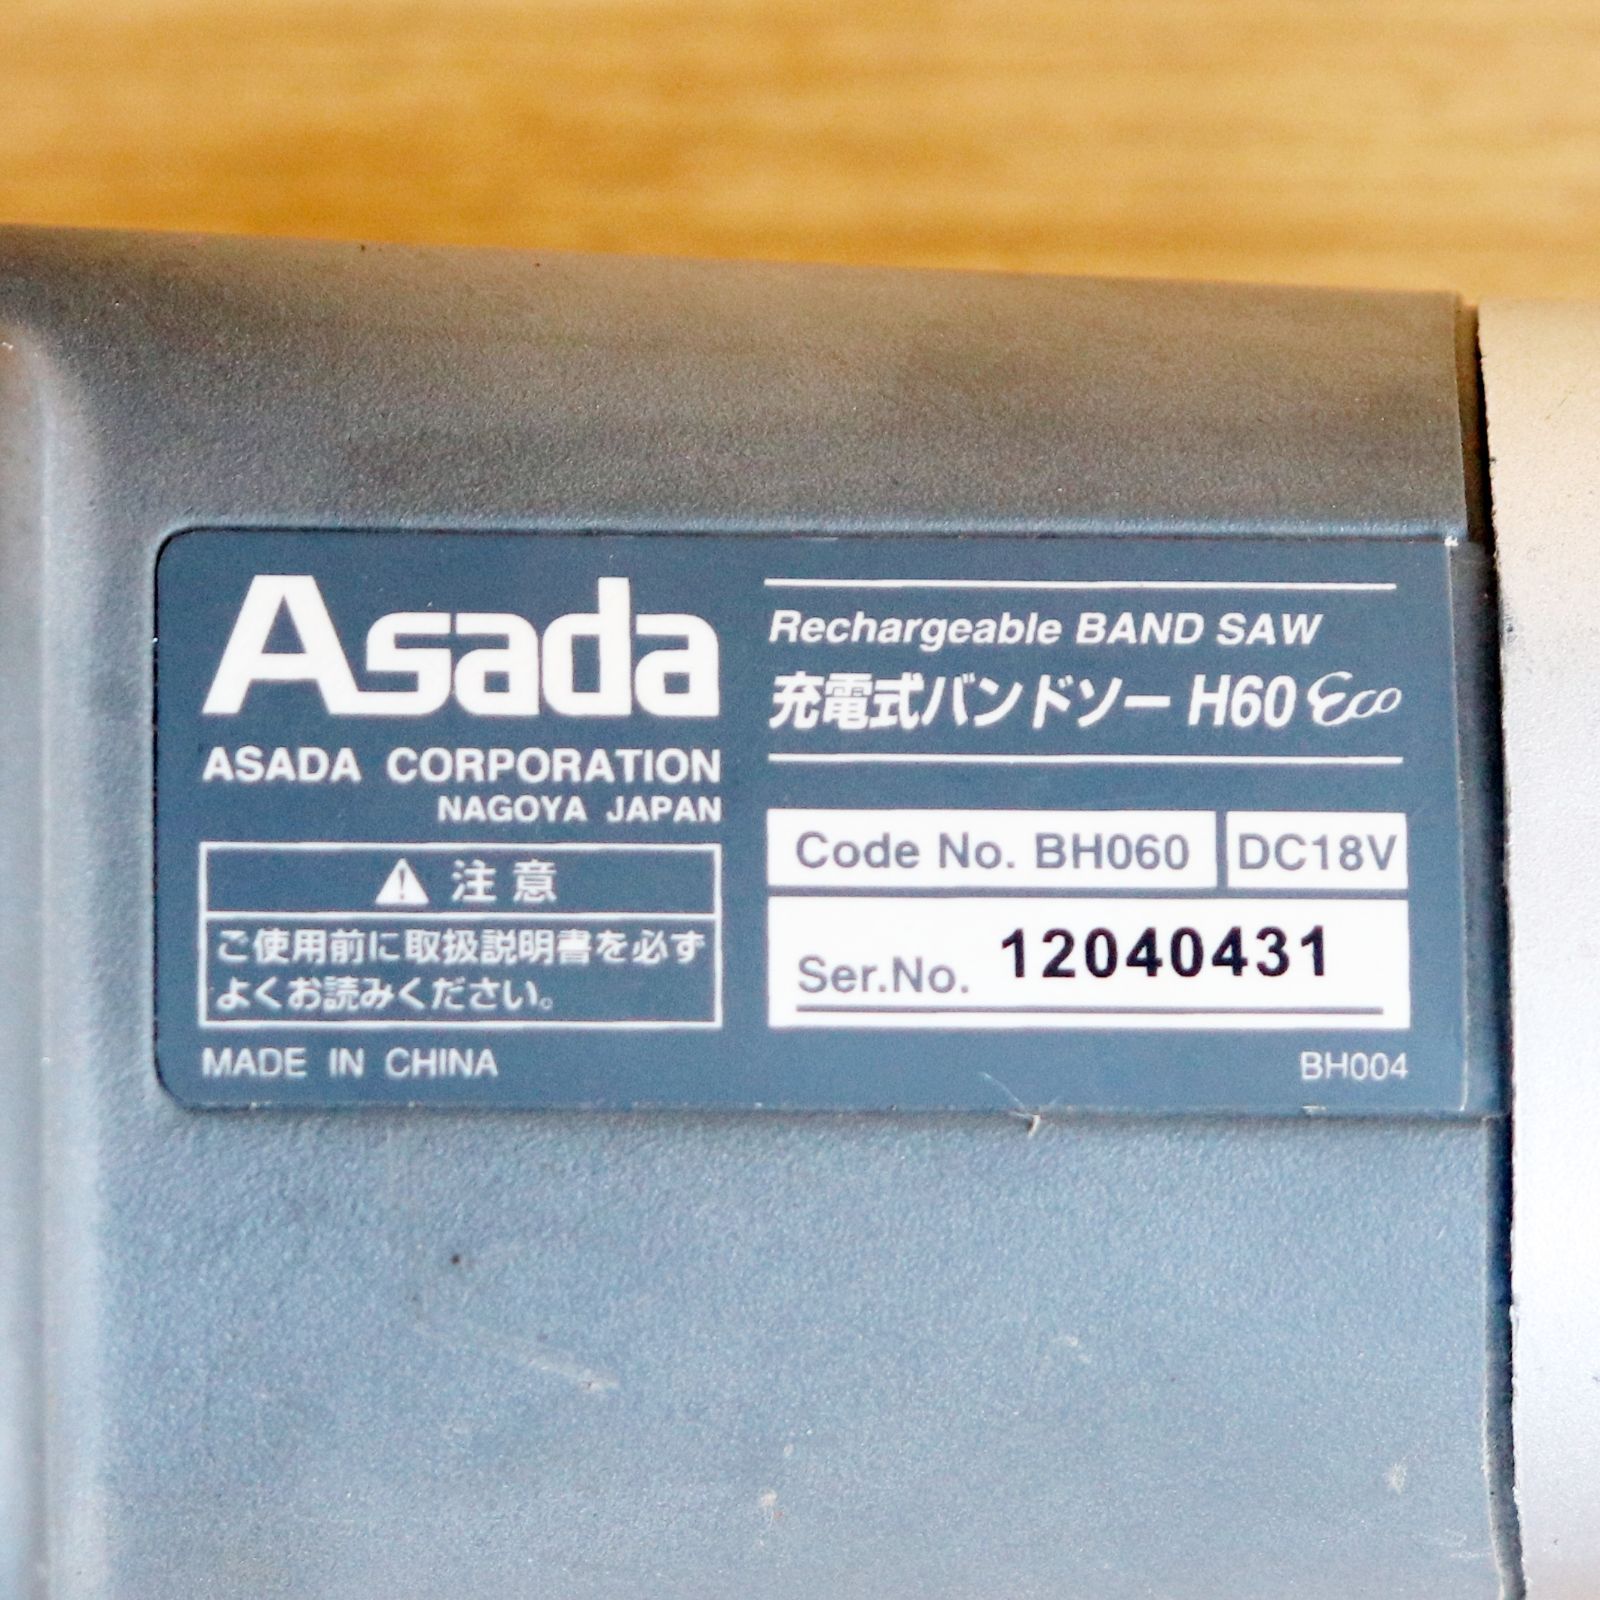 Asada
ASADA CORPORATION
NAGOYA JAPAN
注意
ご使用前に取扱説明書を必ず
よくお読みください。
MADE IN CHINA
Rechargeable BAND SAW
充電式バンドソー H60 Eco
Code No. BH060 DC18V
Ser.No. 12040431
BH004